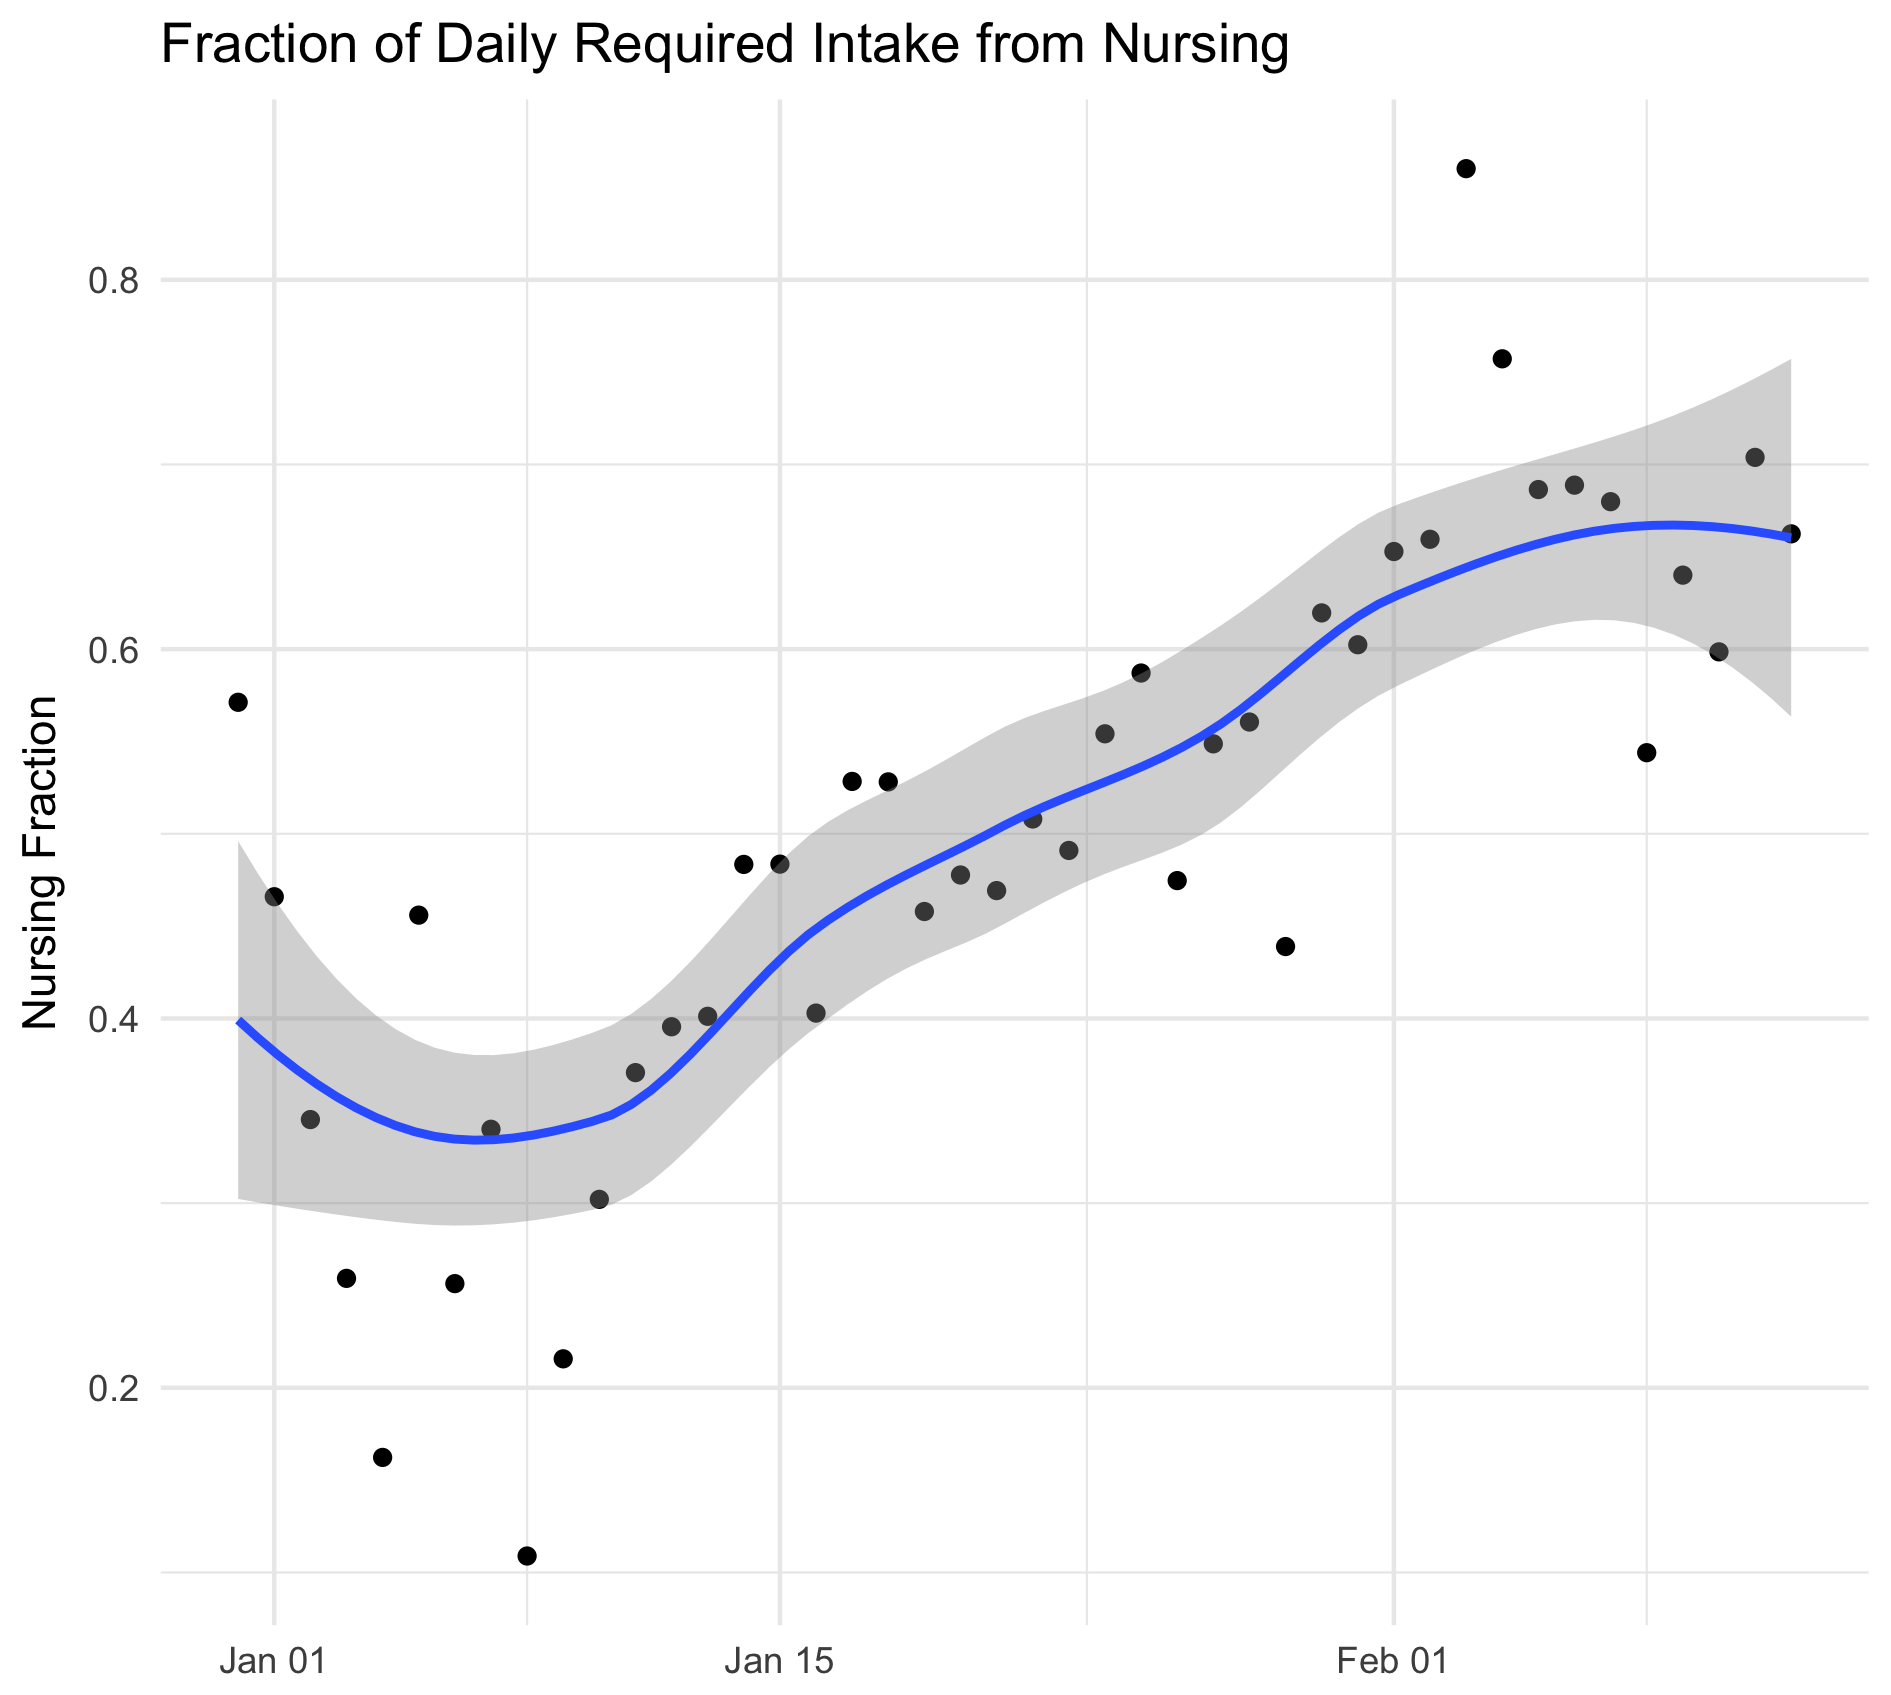 Fraction of Daily Required Intake from Nursing
Nursing Fraction
0.8
0.6
0.4
0.2
Jan 01
Jan 15
Feb 01